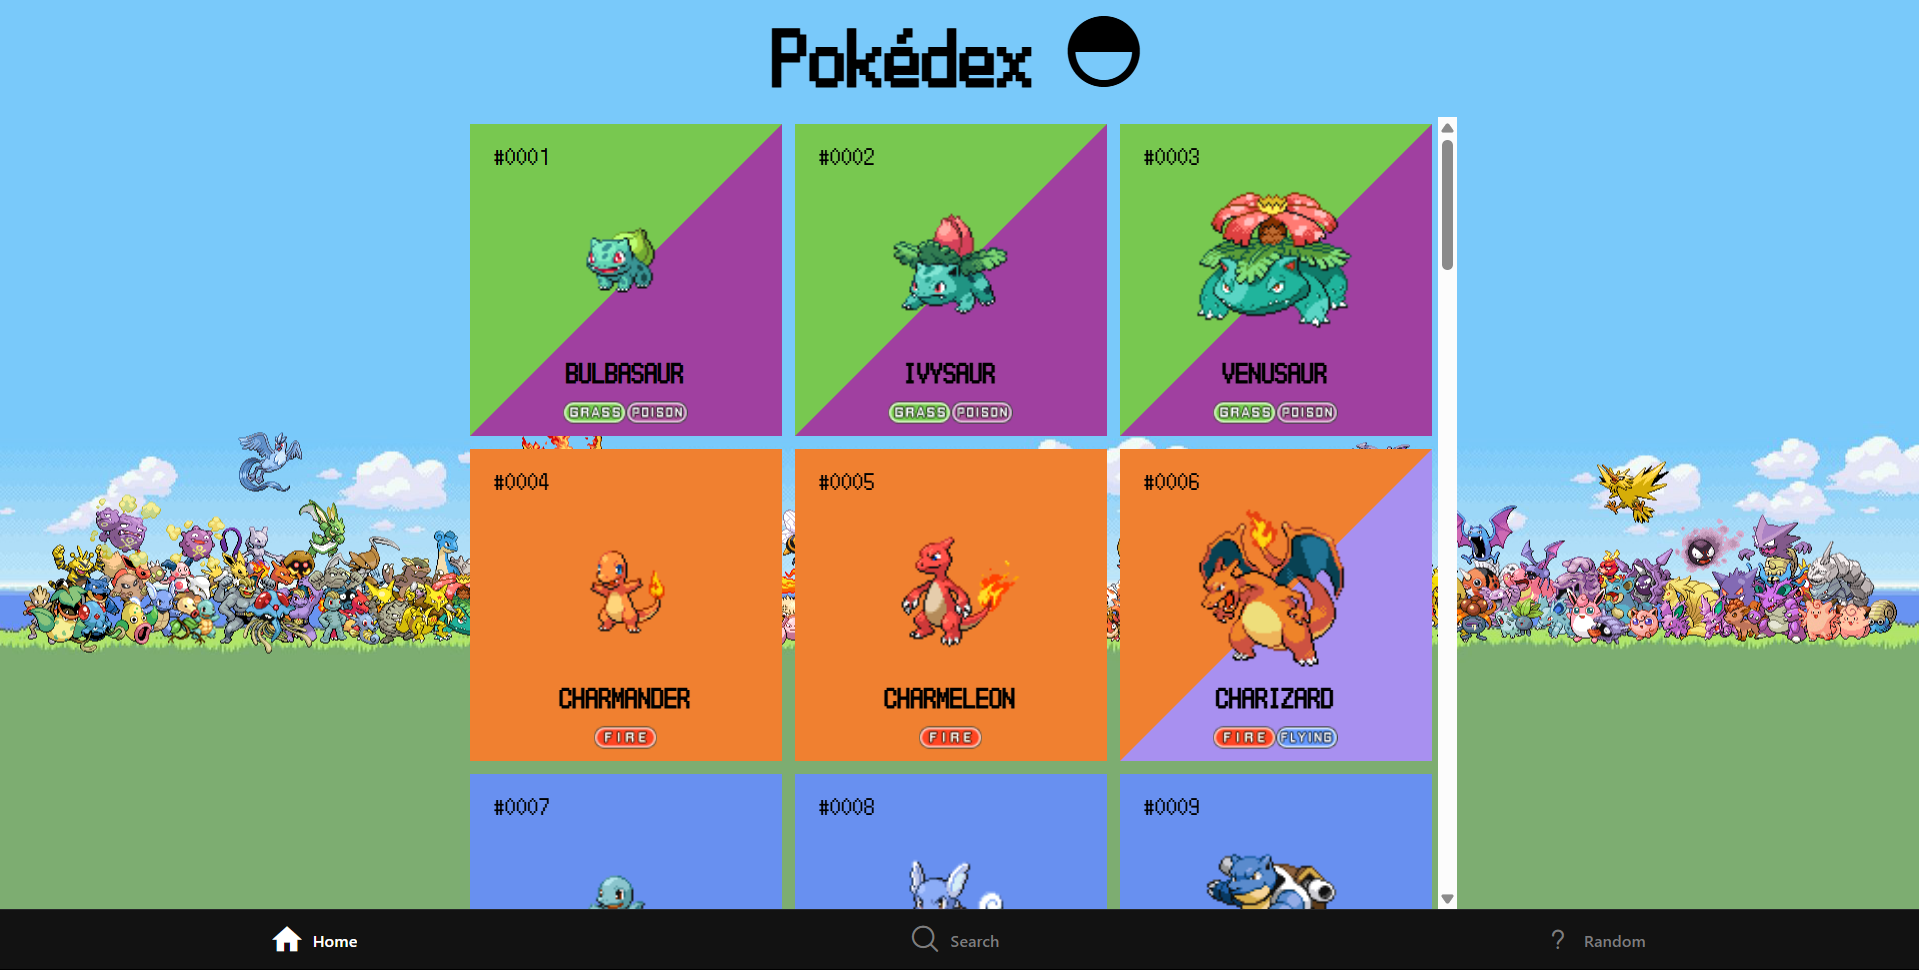 Pokédex
#0001
BULBASAUR
GRASS POISON
#0002
IVYSAUR
GRASS POISON
#0003
VENUSAUR
GRASS POISON
#0004
CHARMANDER
FIRE
#0005
CHARMELEON
FIRE
#0006
CHARIZARD
FIRE FLYING
#0007
#0008
#0009
Home
Search
? Random